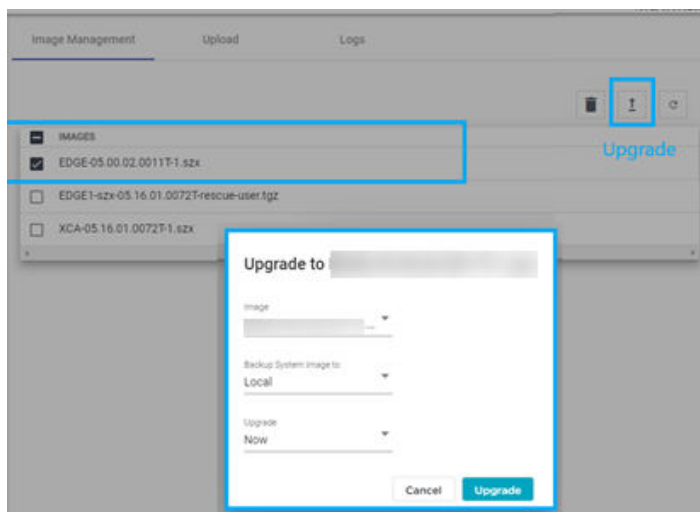 Image Management Upload Logs
Upgrade
IMAGES
EDGE-05.00.02.0011T-1.szx
EDGE1-szx-05.16.01.0072T-rescue-user.tgz
XCA-05.16.01.0072T-1.szx
Upgrade to
Image
...
Backup System Image to:
Local
Upgrade
Now
Cancel Upgrade